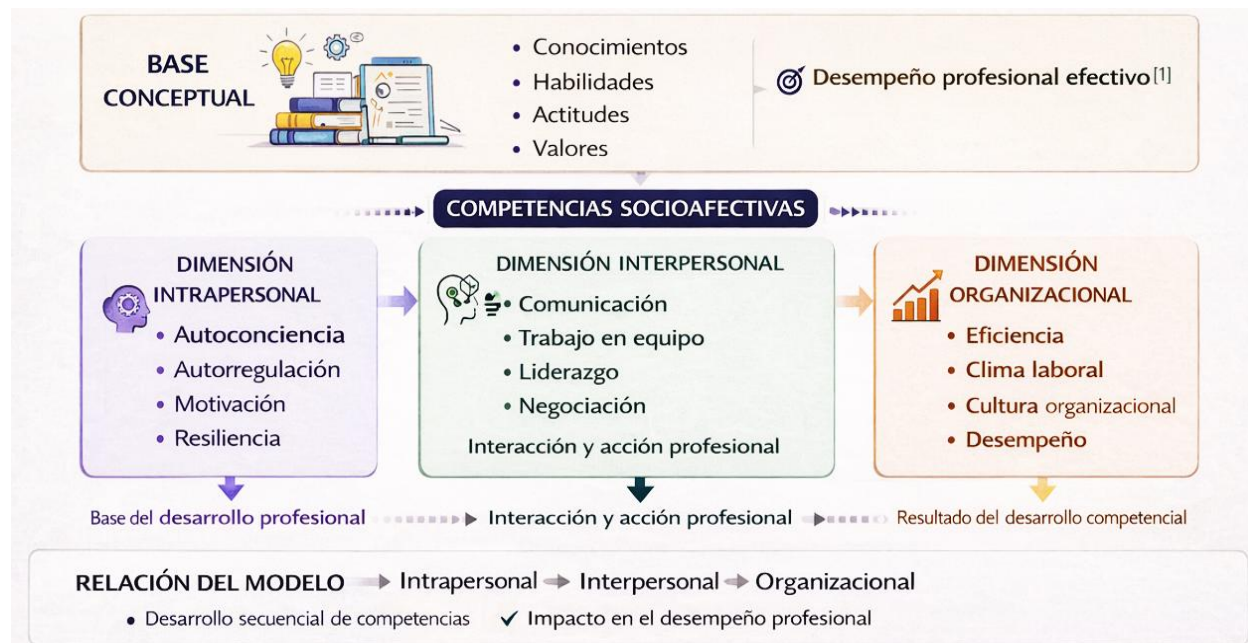 BASE
CONCEPTUAL
• Conocimientos
• Habilidades
• Actitudes
• Valores
Desempeño profesional efectivo[1]
COMPETENCIAS SOCIOAFECTIVAS
DIMENSIÓN
INTRAPERSONAL
• Autoconciencia
• Autorregulación
• Motivación
• Resiliencia
DIMENSIÓN INTERPERSONAL
• Comunicación
• Trabajo en equipo
• Liderazgo
• Negociación
Interacción y acción profesional
DIMENSIÓN
ORGANIZACIONAL
• Eficiencia
• Clima laboral
• Cultura organizacional
• Desempeño
Base del desarrollo profesional
Interacción y acción profesional
Resultado del desarrollo competencial
RELACIÓN DEL MODELO → Intrapersonal → Interpersonal → Organizacional
• Desarrollo secuencial de competencias ✓ Impacto en el desempeño profesional